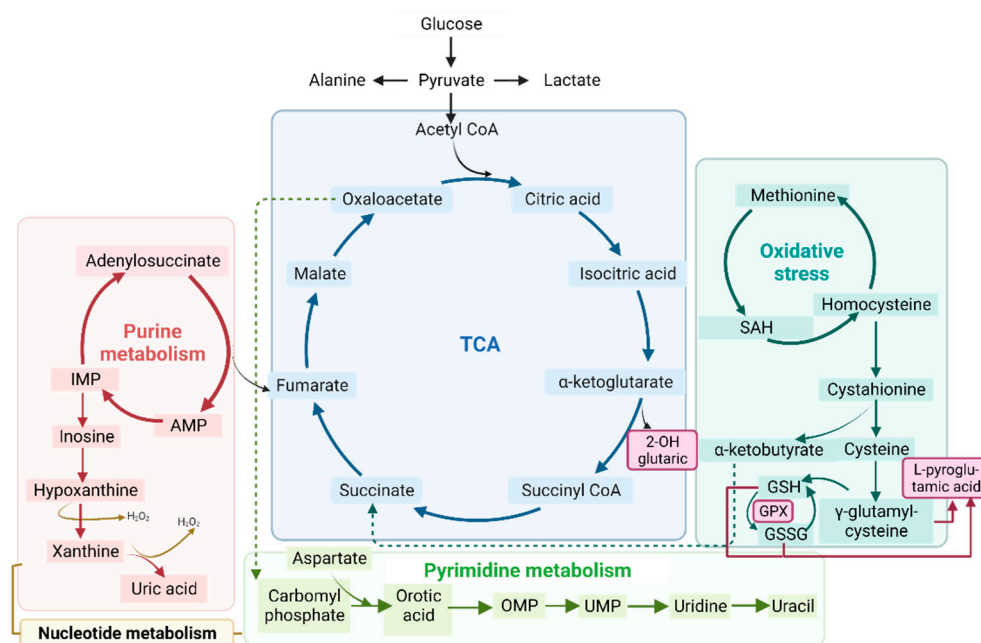 Glucose
Alanine
Pyruvate
Lactate
Acetyl CoA
Oxaloacetate
Citric acid
Malate
Isocitric acid
TCA
Fumarate
α-ketoglutarate
2-OH
glutaric
Succinate
Succinyl CoA
Adenylosuccinate
Purine
metabolism
IMP
AMP
Inosine
Hypoxanthine
H₂O₂
H₂O₂
Xanthine
Uric acid
Nucleotide metabolism
Methionine
Oxidative
stress
Homocysteine
SAH
Cystahionine
α-ketobutyrate
Cysteine
L-pyroglu-
tamic acid
GSH
GPX
GSSG
γ-glutamyl-
cysteine
Aspartate
Pyrimidine metabolism
Carbomyl
phosphate
Orotic
acid
OMP
UMP
Uridine
Uracil